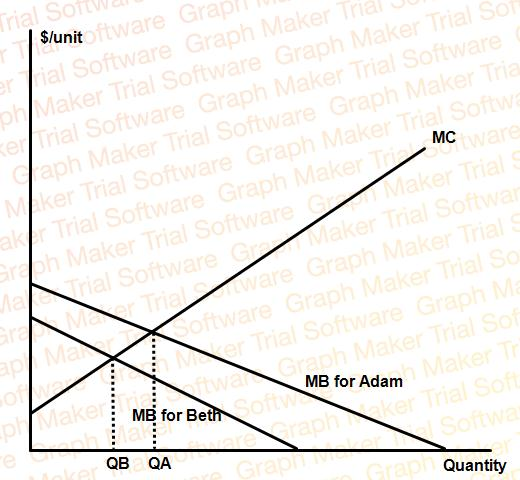 $/unit
MC
MB for Adam
MB for Beth
QB
QA
Quantity
Graph Maker Trial Software